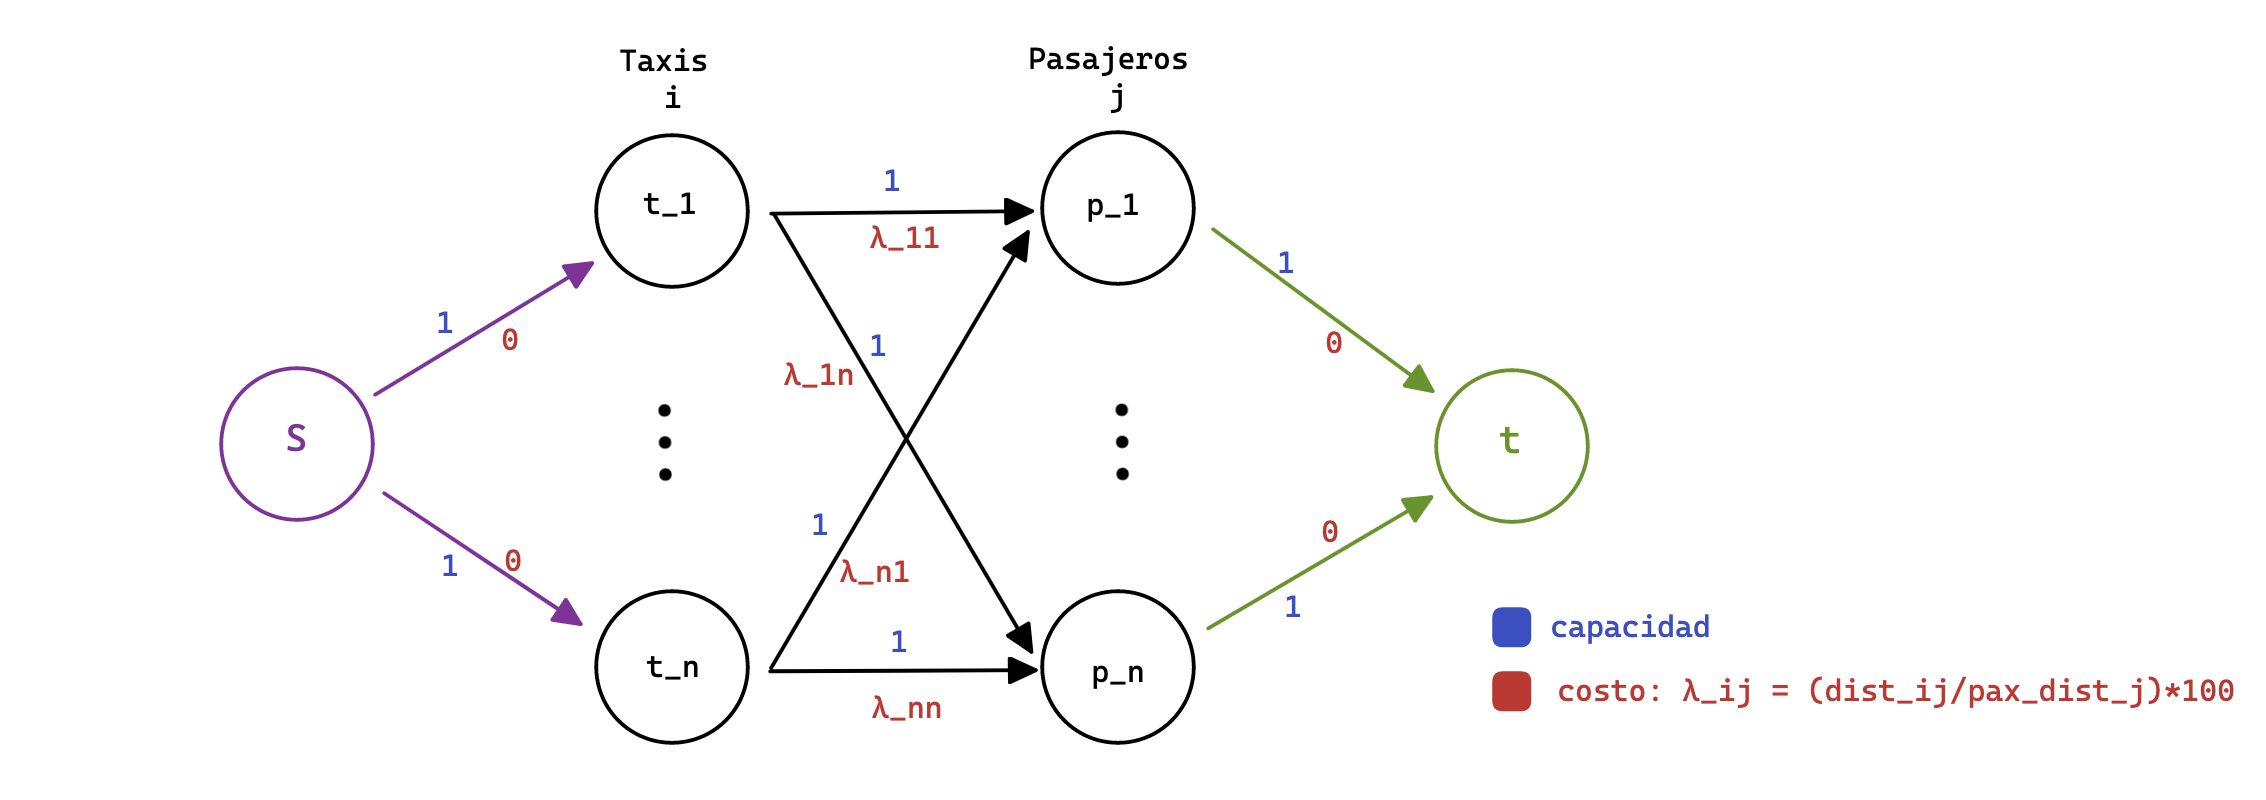 Taxis
i
Pasajeros
j
t_1
p_1
1
λ_11
1
0
1
0
1
λ_1n
S
t
1
λ_n1
1
0
0
1
t_n
p_n
1
λ_nn
capacidad
costo: λ_ij = (dist_ij/pax_dist_j)*100